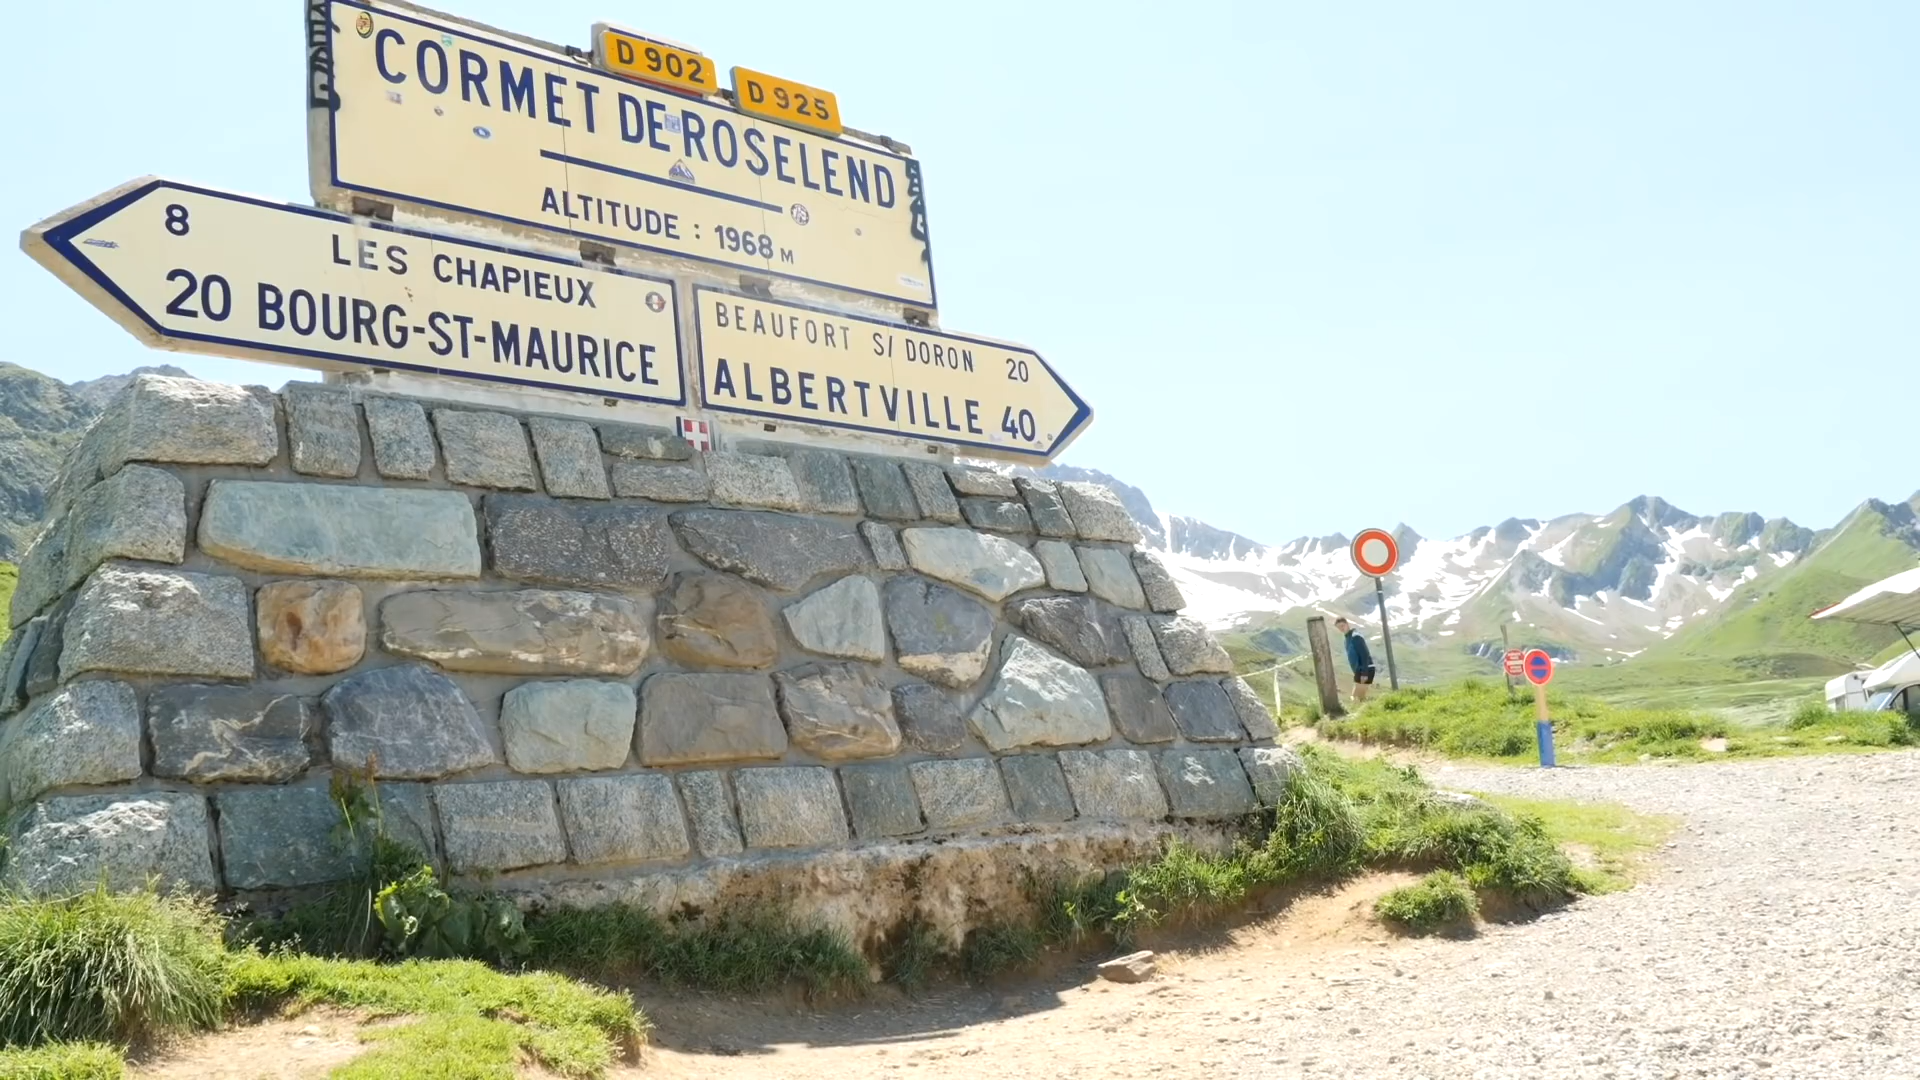 D 902
D 925
CORMET DE ROSELEND
ALTITUDE : 1968 M
8 LES CHAPIEUX
20 BOURG-ST-MAURICE
BEAUFORT S/ DORON 20
ALBERTVILLE 40